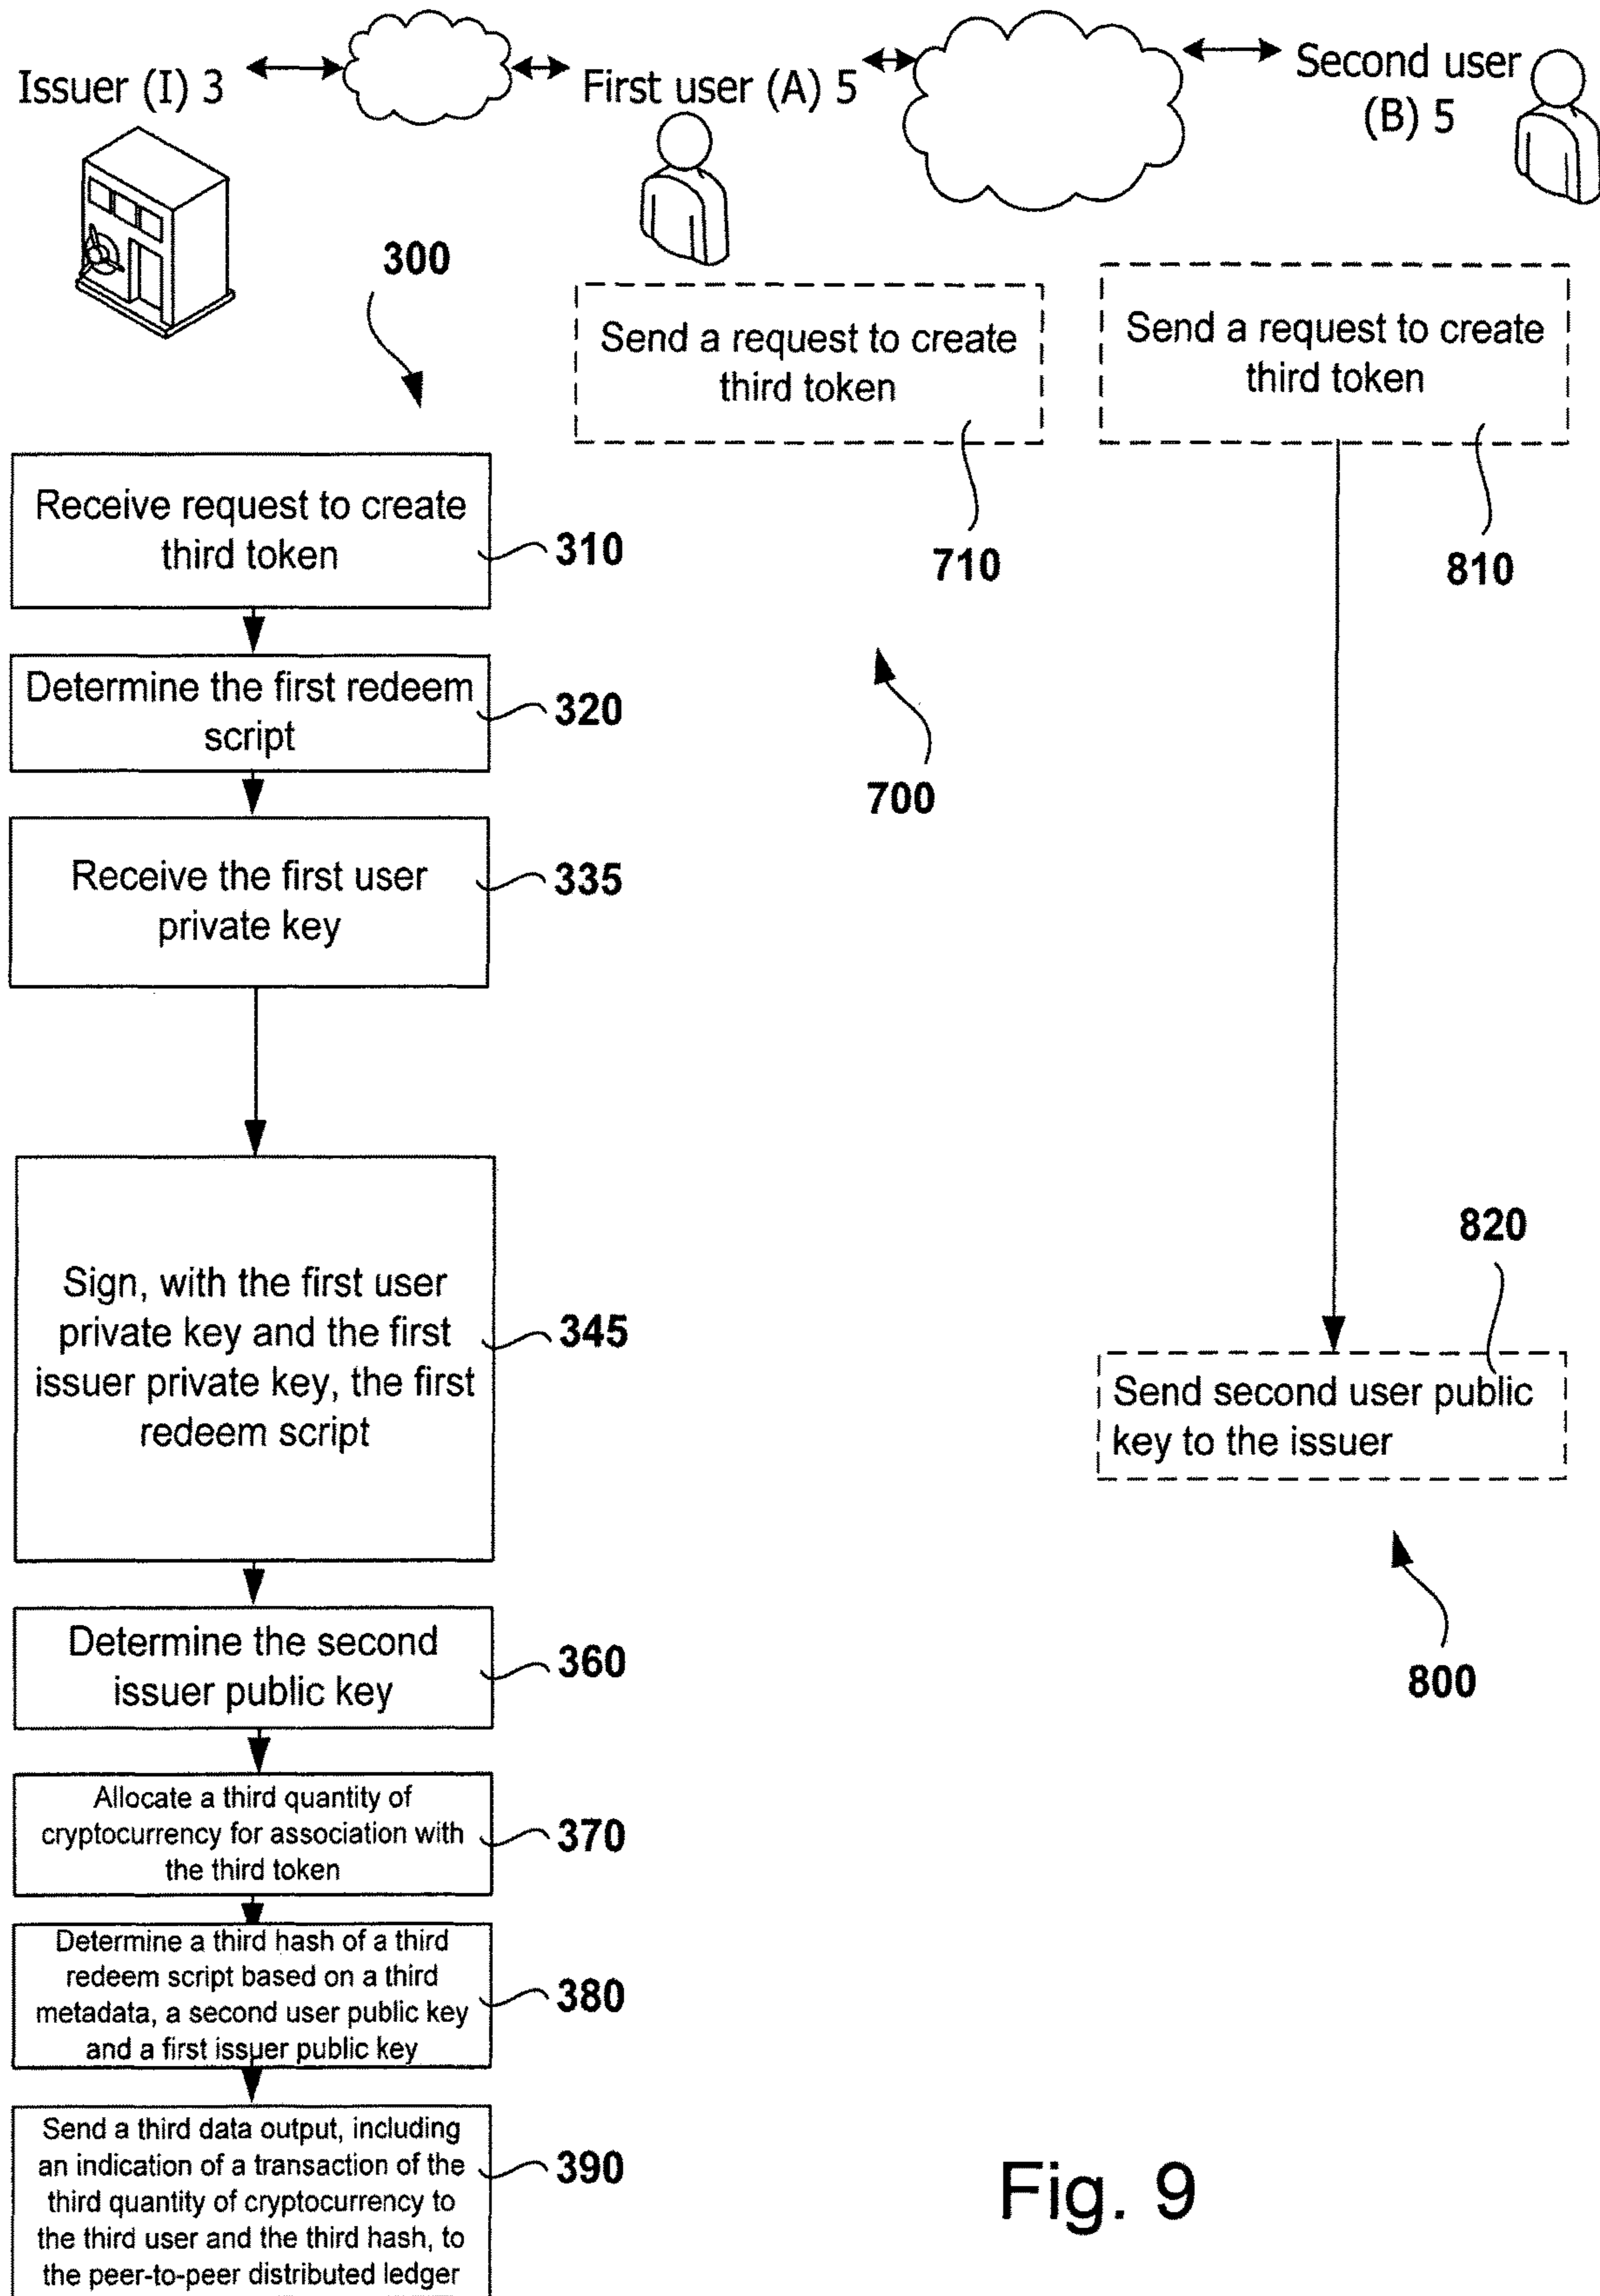 Issuer (I) 3
First user (A) 5
Second user
(B) 5
300
Send a request to create
third token
710
Send a request to create
third token
810
700
Receive request to create
third token
310
Determine the first redeem
script
320
Receive the first user
private key
335
Sign, with the first user
private key and the first
issuer private key, the first
redeem script
345
820
Send second user public
key to the issuer
800
Determine the second
issuer public key
360
Allocate a third quantity of
cryptocurrency for association with
the third token
370
Determine a third hash of a third
redeem script based on a third
metadata, a second user public key
and a first issuer public key
380
Send a third data output, including
an indication of a transaction of the
third quantity of cryptocurrency to
the third user and the third hash, to
the peer-to-peer distributed ledger
390
Fig. 9